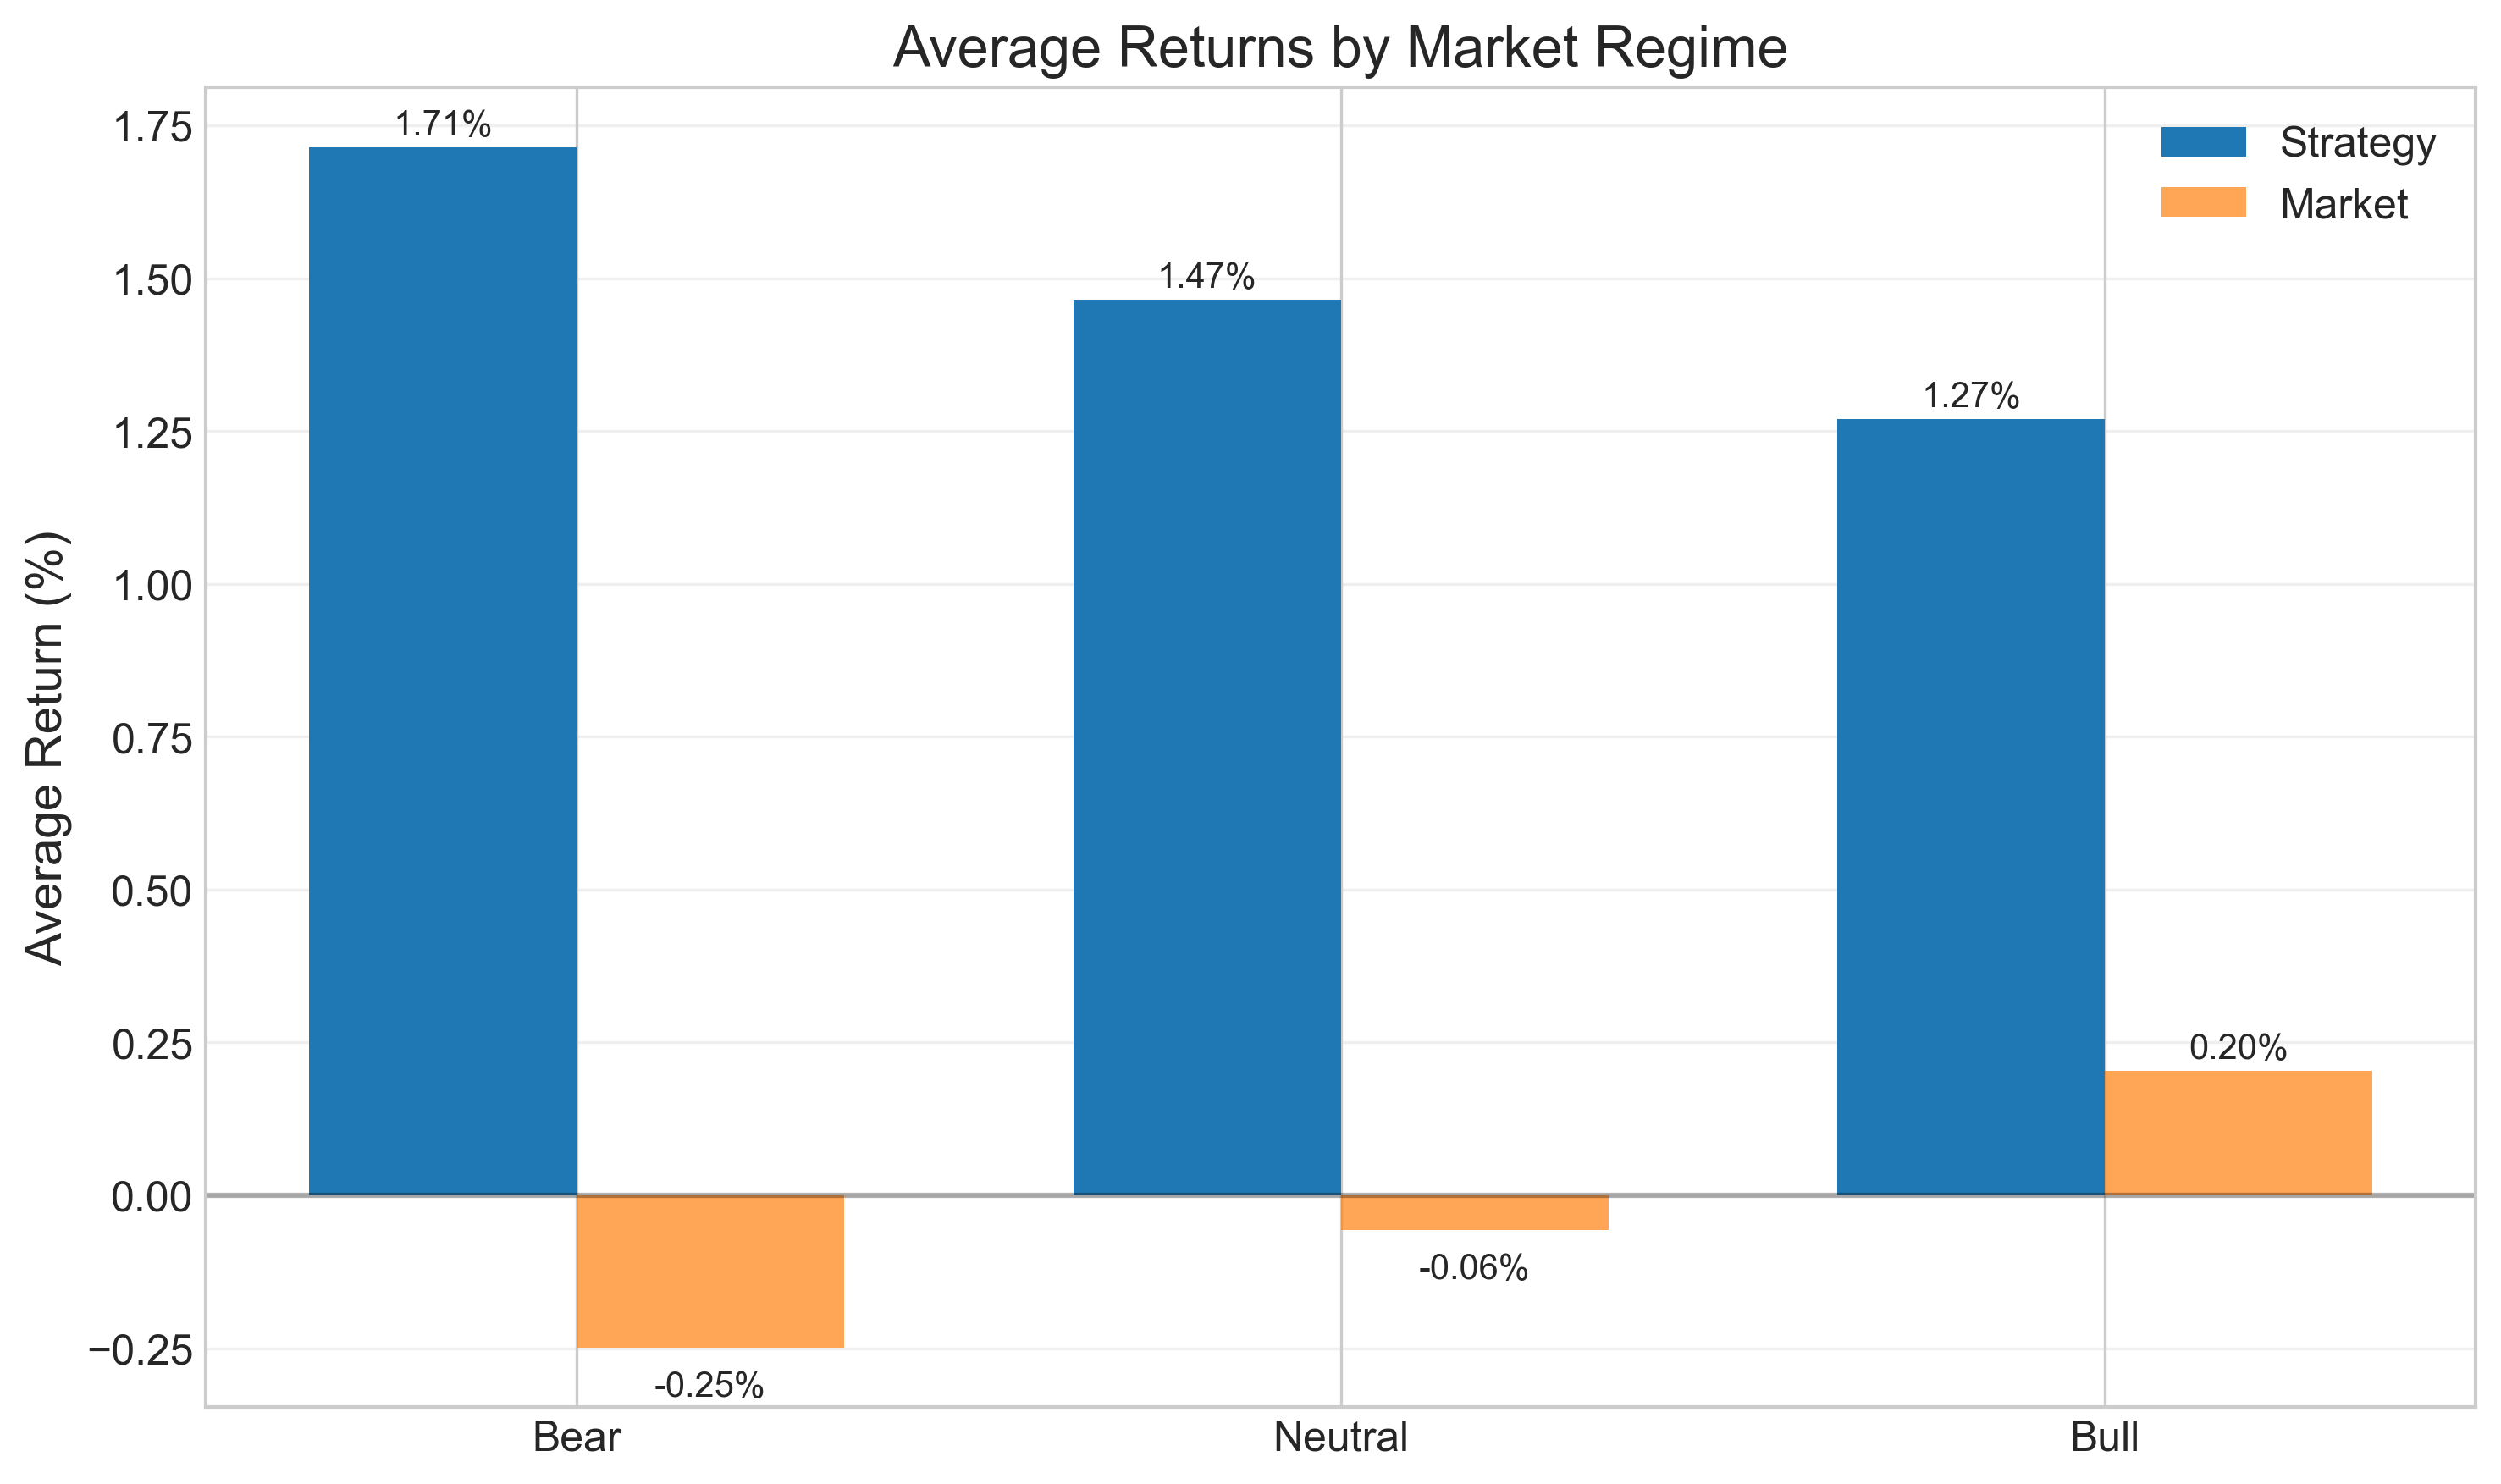 Average Returns by Market Regime
Strategy
Market
Average Return (%)
1.75
1.50
1.25
1.00
0.75
0.50
0.25
0.00
−0.25
1.71%
-0.25%
1.47%
-0.06%
1.27%
0.20%
Bear
Neutral
Bull